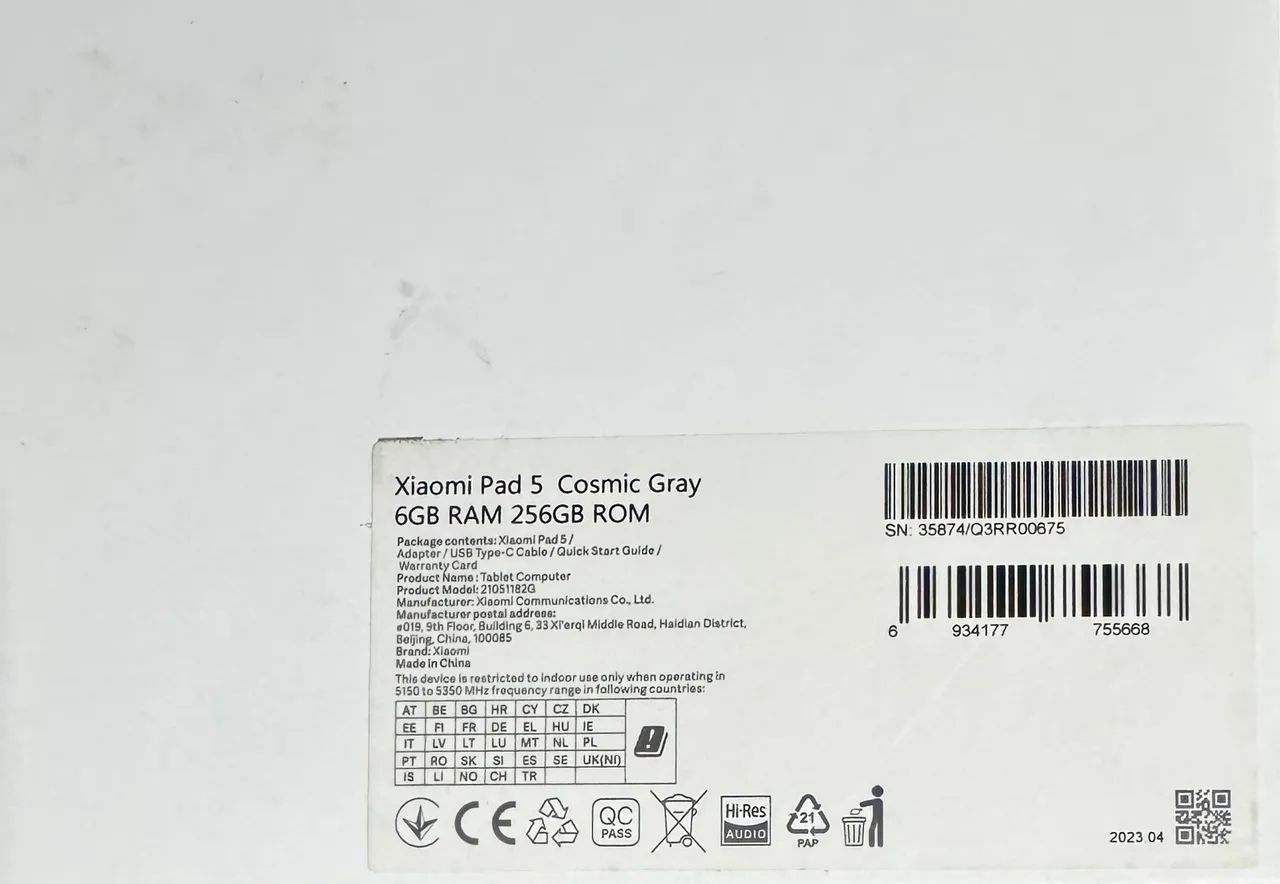 Xiaomi Pad 5 Cosmic Gray
6GB RAM 256GB ROM
Package contents: Xiaomi Pad 5 /
Adapter / USB Type-C Cable / Quick Start Guide /
Warranty Card
Product Name: Tablet Computer
Product Model: 21051182G
Manufacturer: Xiaomi Communications Co., Ltd.
Manufacturer postal address:
#019, 9th Floor, Building 6, 33 Xi'erqi Middle Road, Haidian District,
Beijing, China, 100085
Brand: Xiaomi
Made in China
This device is restricted to indoor use only when operating in
5150 to 5350 MHz frequency range in following countries:
AT BE BG HR CY CZ DK
EE FI FR DE EL HU IE
IT LV LT LU MT NL PL
PT RO SK SI ES SE UK(NI)
IS LI NO CH TR
CE
QC
PASS
Hi-Res
AUDIO
21
PAP
SN: 35874/Q3RR00675
6 934177 755668
2023.04